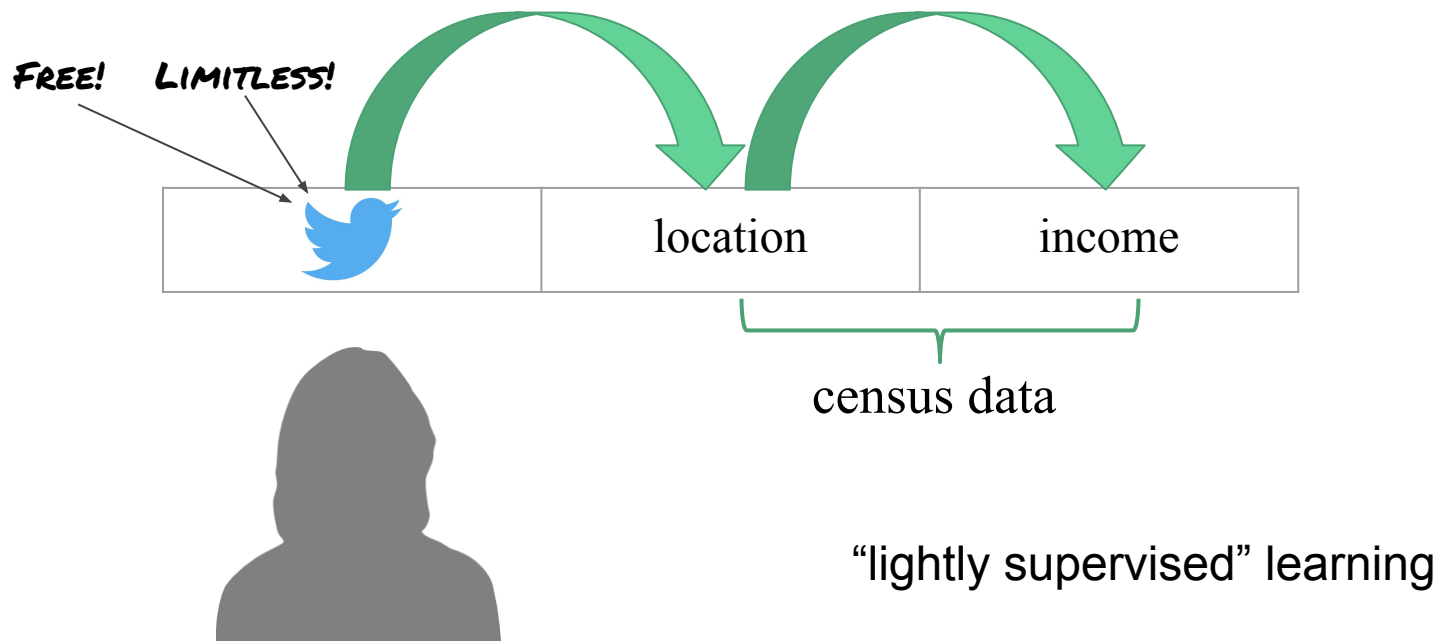 FREE! LIMITLESS!
location income
census data
“lightly supervised” learning